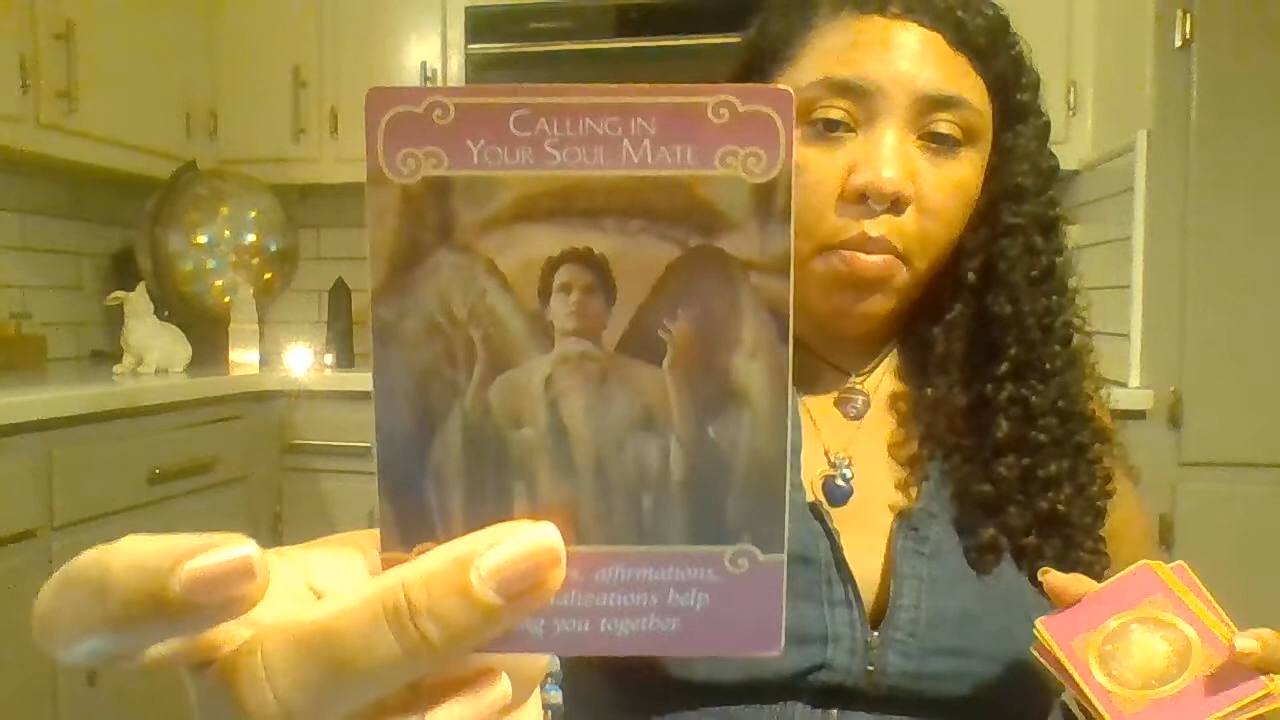 CALLING IN
YOUR SOUL MATE
affirmations,
help
you together.